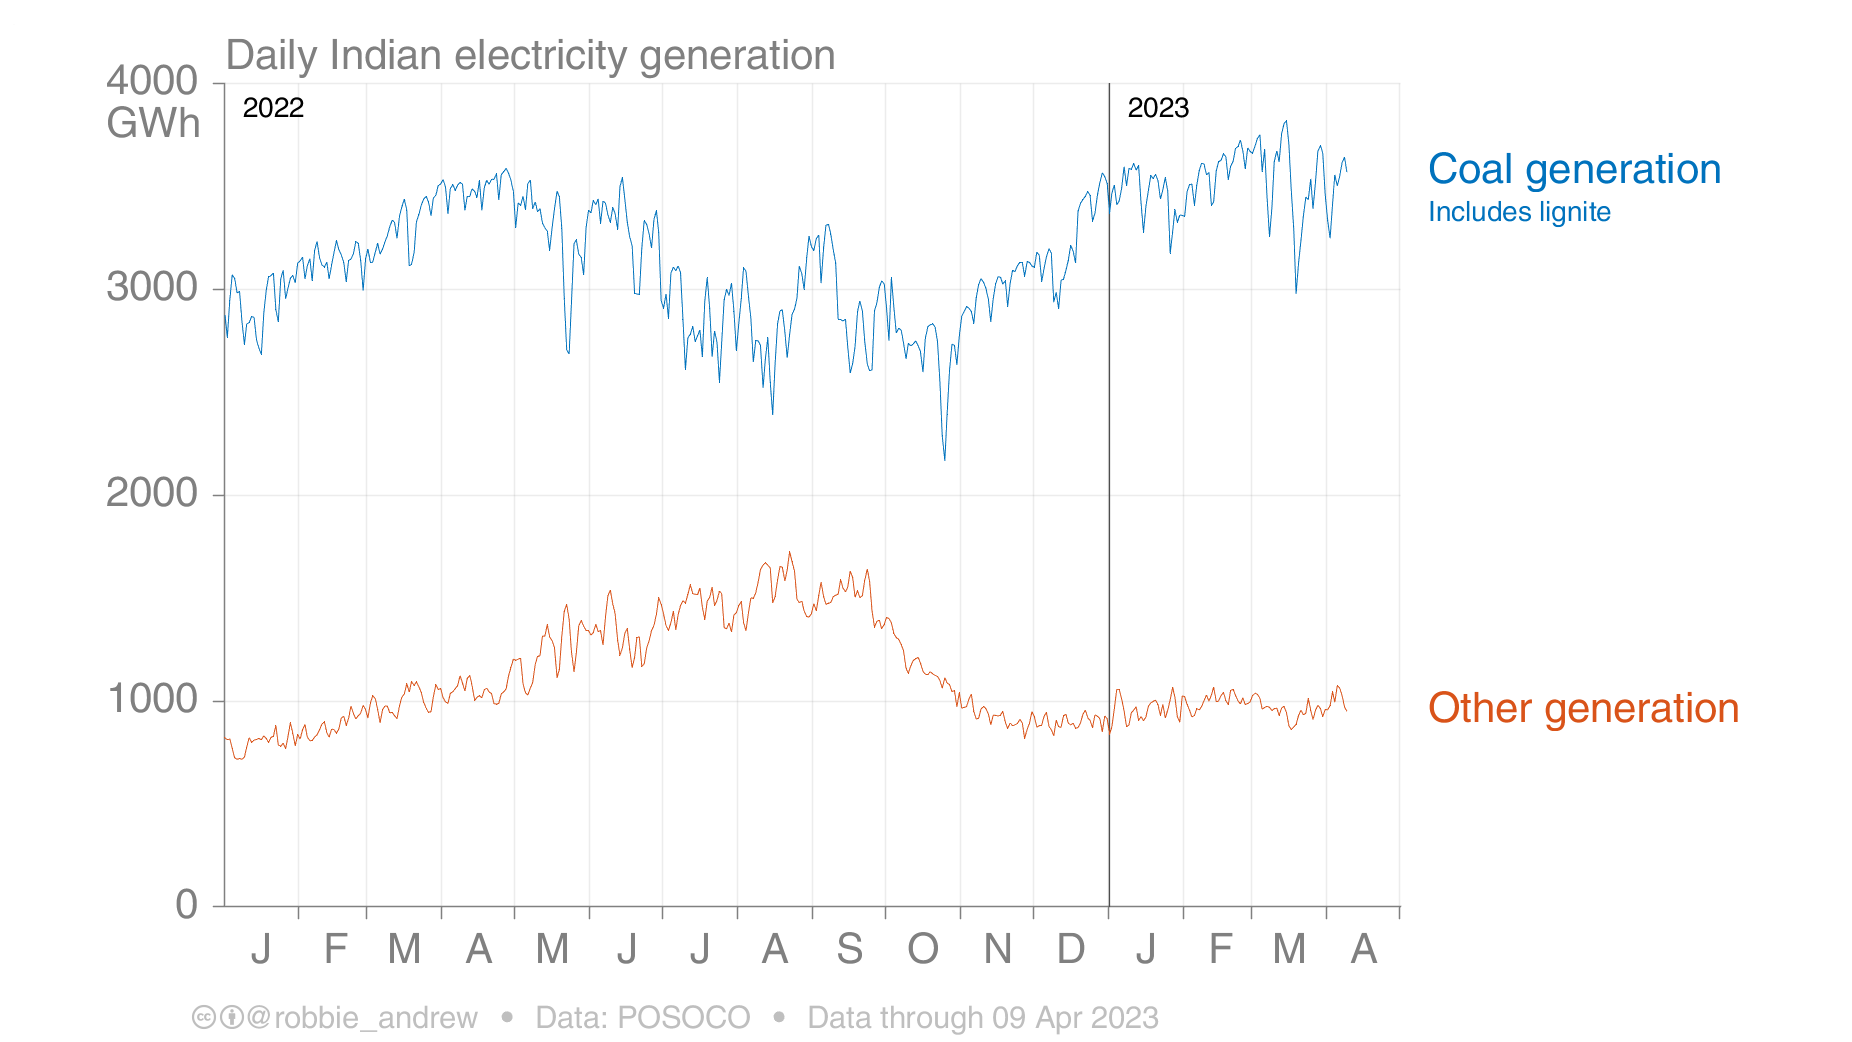 Daily Indian electricity generation
4000
GWh
2022
2023
Coal generation
Includes lignite
3000
2000
1000
Other generation
0
J F M A M J J A S O N D J F M A
@robbie_andrew • Data: POSOCO • Data through 09 Apr 2023